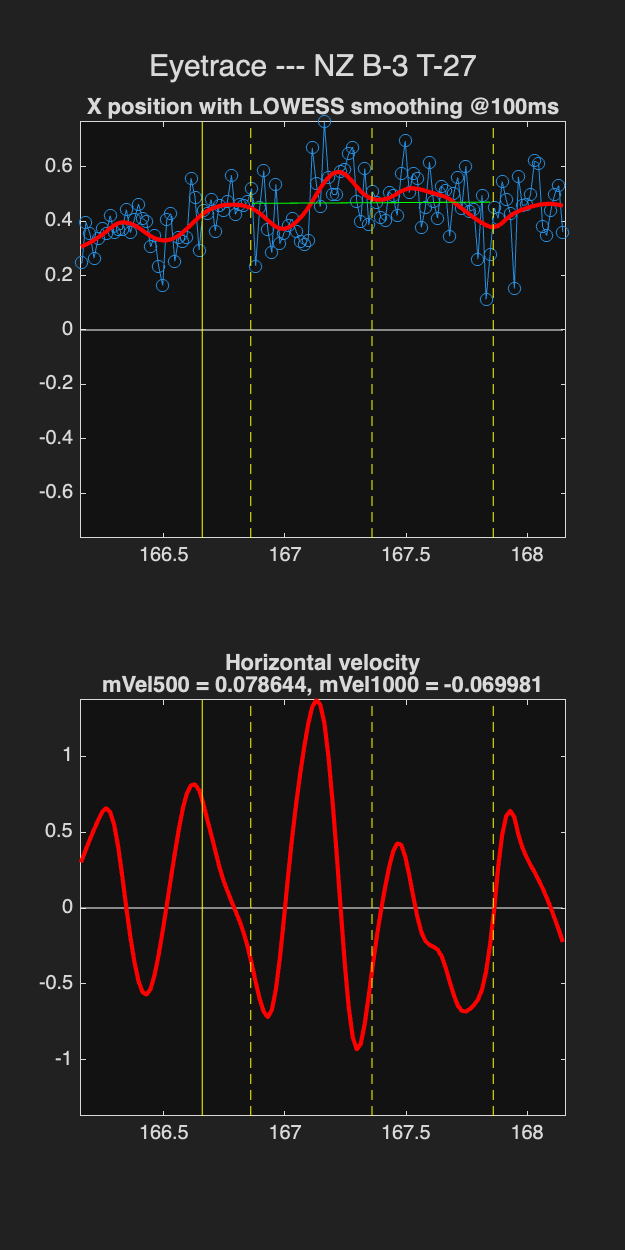 Eyetrace --- NZ B-3 T-27
X position with LOWESS smoothing @100ms
0.6
0.4
0.2
0
-0.2
-0.4
-0.6
166.5 167 167.5 168
Horizontal velocity
mVel500 = 0.078644, mVel1000 = -0.069981
1
0.5
0
-0.5
-1
166.5 167 167.5 168